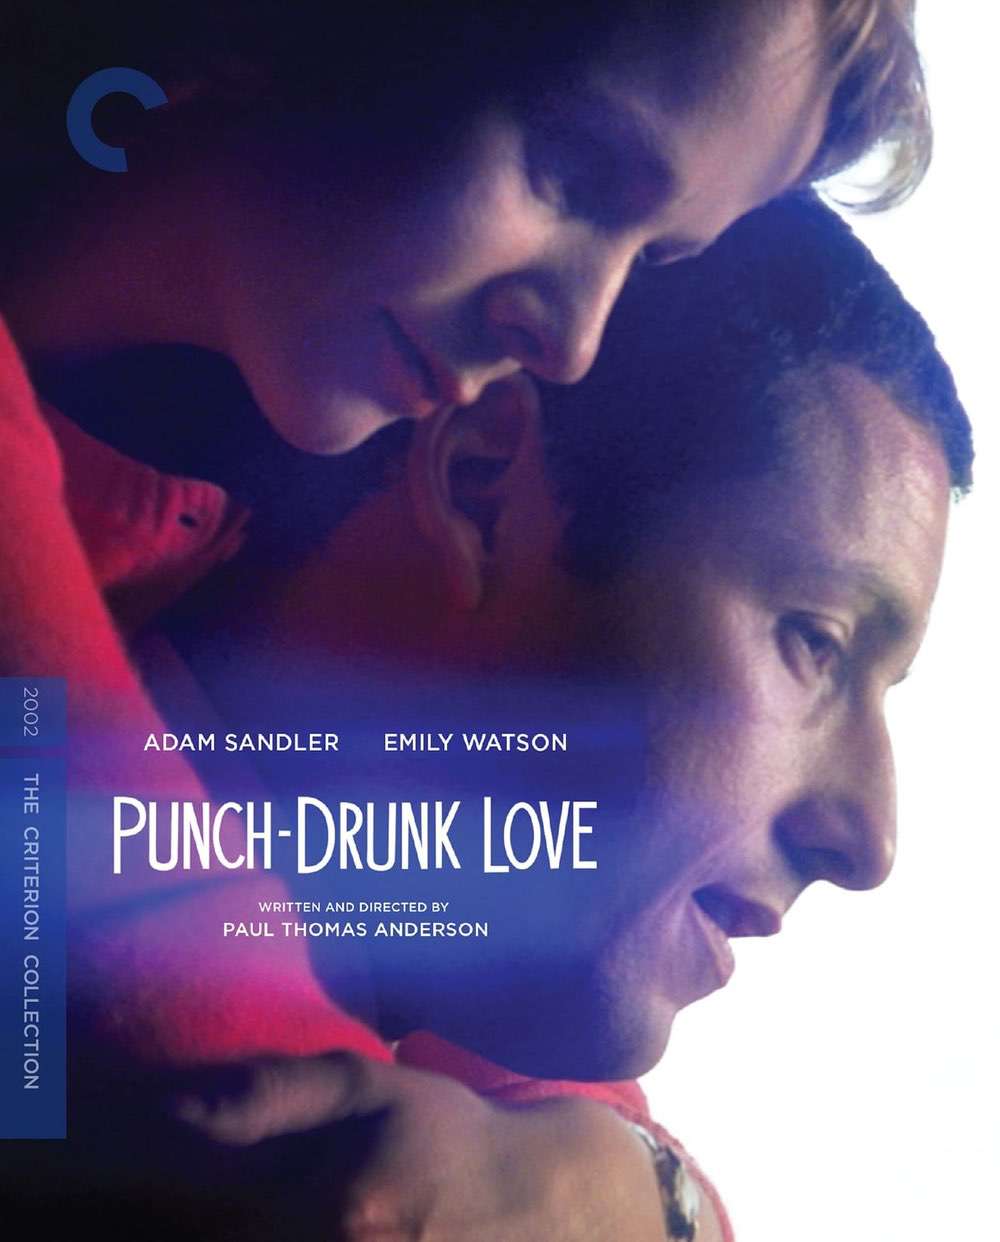 ADAM SANDLER EMILY WATSON
PUNCH-DRUNK LOVE
WRITTEN AND DIRECTED BY
PAUL THOMAS ANDERSON
2002
THE CRITERION COLLECTION